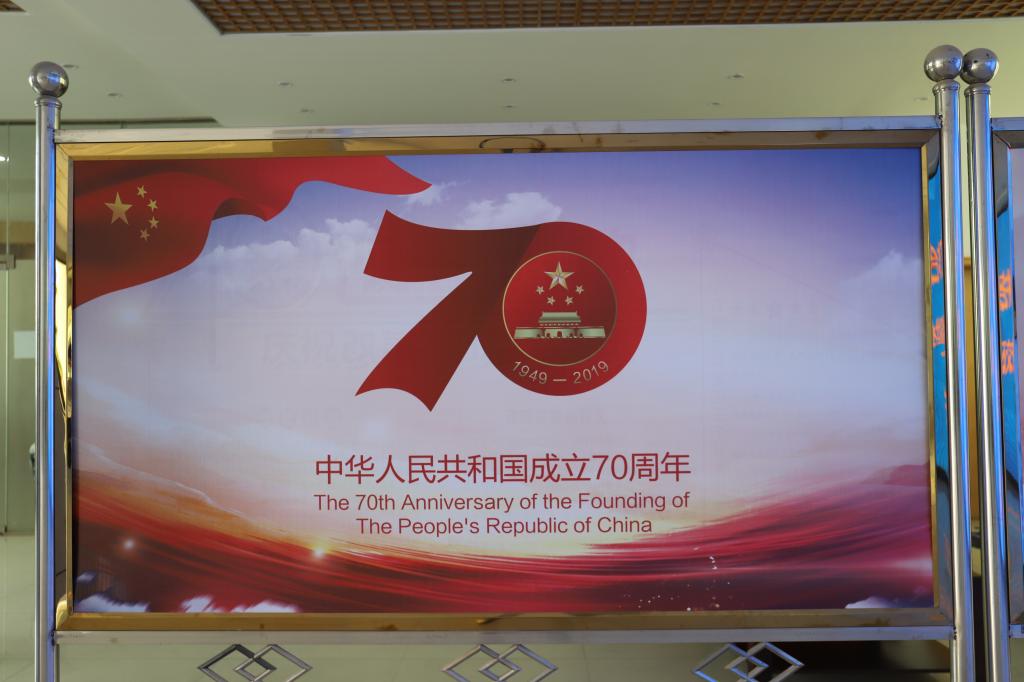 70
1949 — 2019
中华人民共和国成立70周年
The 70th Anniversary of the Founding of
The People's Republic of China